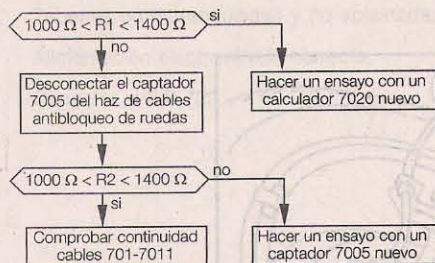 1000 Ω < R1 < 1400 Ω
si
no
Desconectar el captador
7005 del haz de cables
antibloqueo de ruedas
Hacer un ensayo con un
calculador 7020 nuevo
1000 Ω < R2 < 1400 Ω
no
si
Comprobar continuidad
cables 701-7011
Hacer un ensayo con un
captador 7005 nuevo